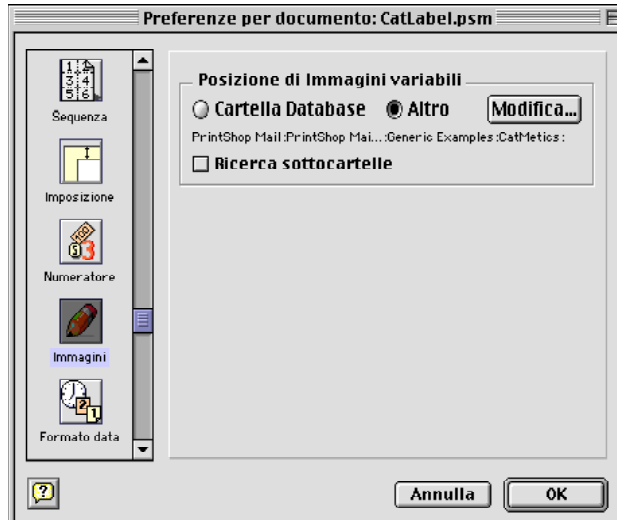 Preferenze per documento: CatLabel.psm
Sequenza
Imposizione
Numeratore
Immagini
Formato data
Posizione di Immagini variabili
Cartella Database Altro Modifica...
PrintShop Mail:PrintShop Mai...:Generic Examples:CatMetics:
Ricerca sottocartelle
Annulla OK